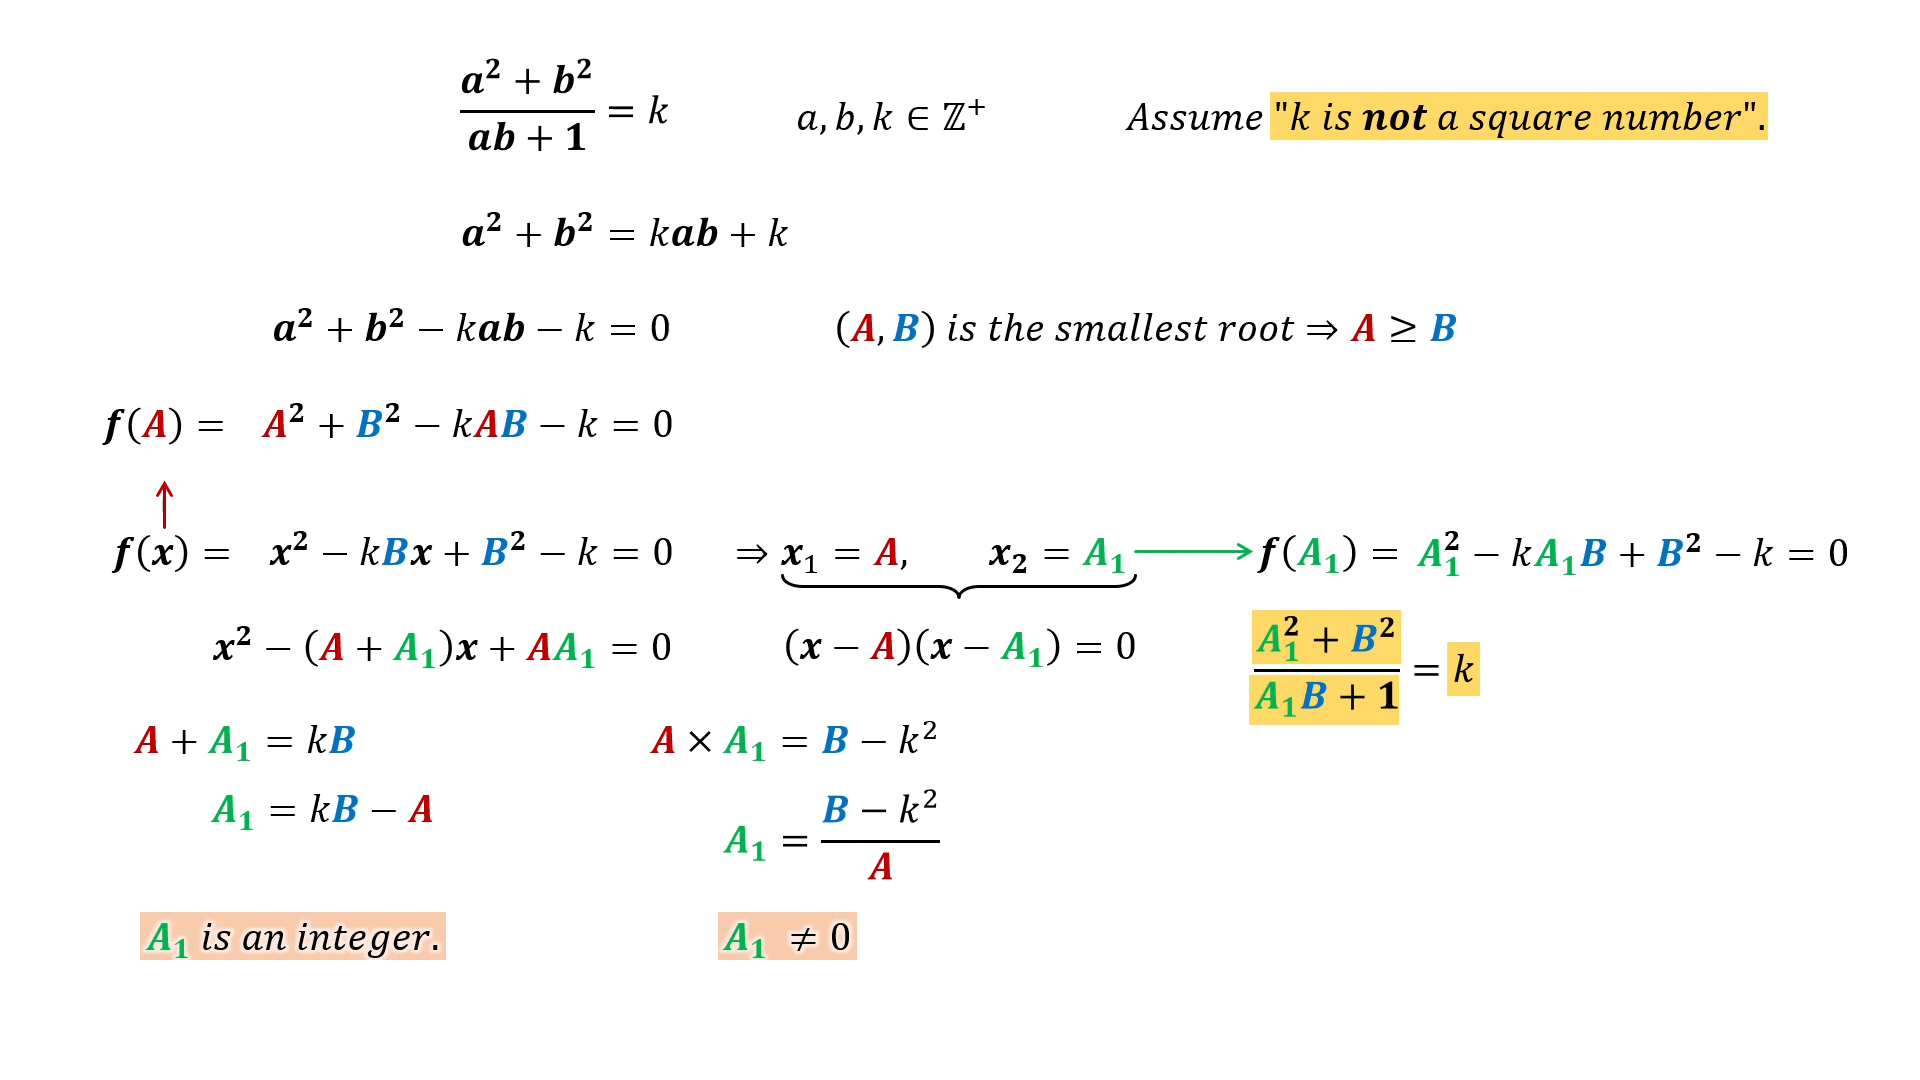 a² + b² / ab + 1 = k    a, b, k ∈ ℤ⁺    Assume "k is not a square number".
a² + b² = kab + k
a² + b² − kab − k = 0    (A, B) is the smallest root ⇒ A ≥ B
f(A) = A² + B² − kAB − k = 0
f(x) = x² − kBx + B² − k = 0    ⇒ x₁ = A,    x₂ = A₁ → f(A₁) = A₁² − kA₁B + B² − k = 0
x² − (A + A₁)x + AA₁ = 0    (x − A)(x − A₁) = 0    A₁² + B² / A₁B + 1 = k
A + A₁ = kB    A × A₁ = B − k²
A₁ = kB − A    A₁ = B − k² / A
A₁ is an integer.    A₁ ≠ 0